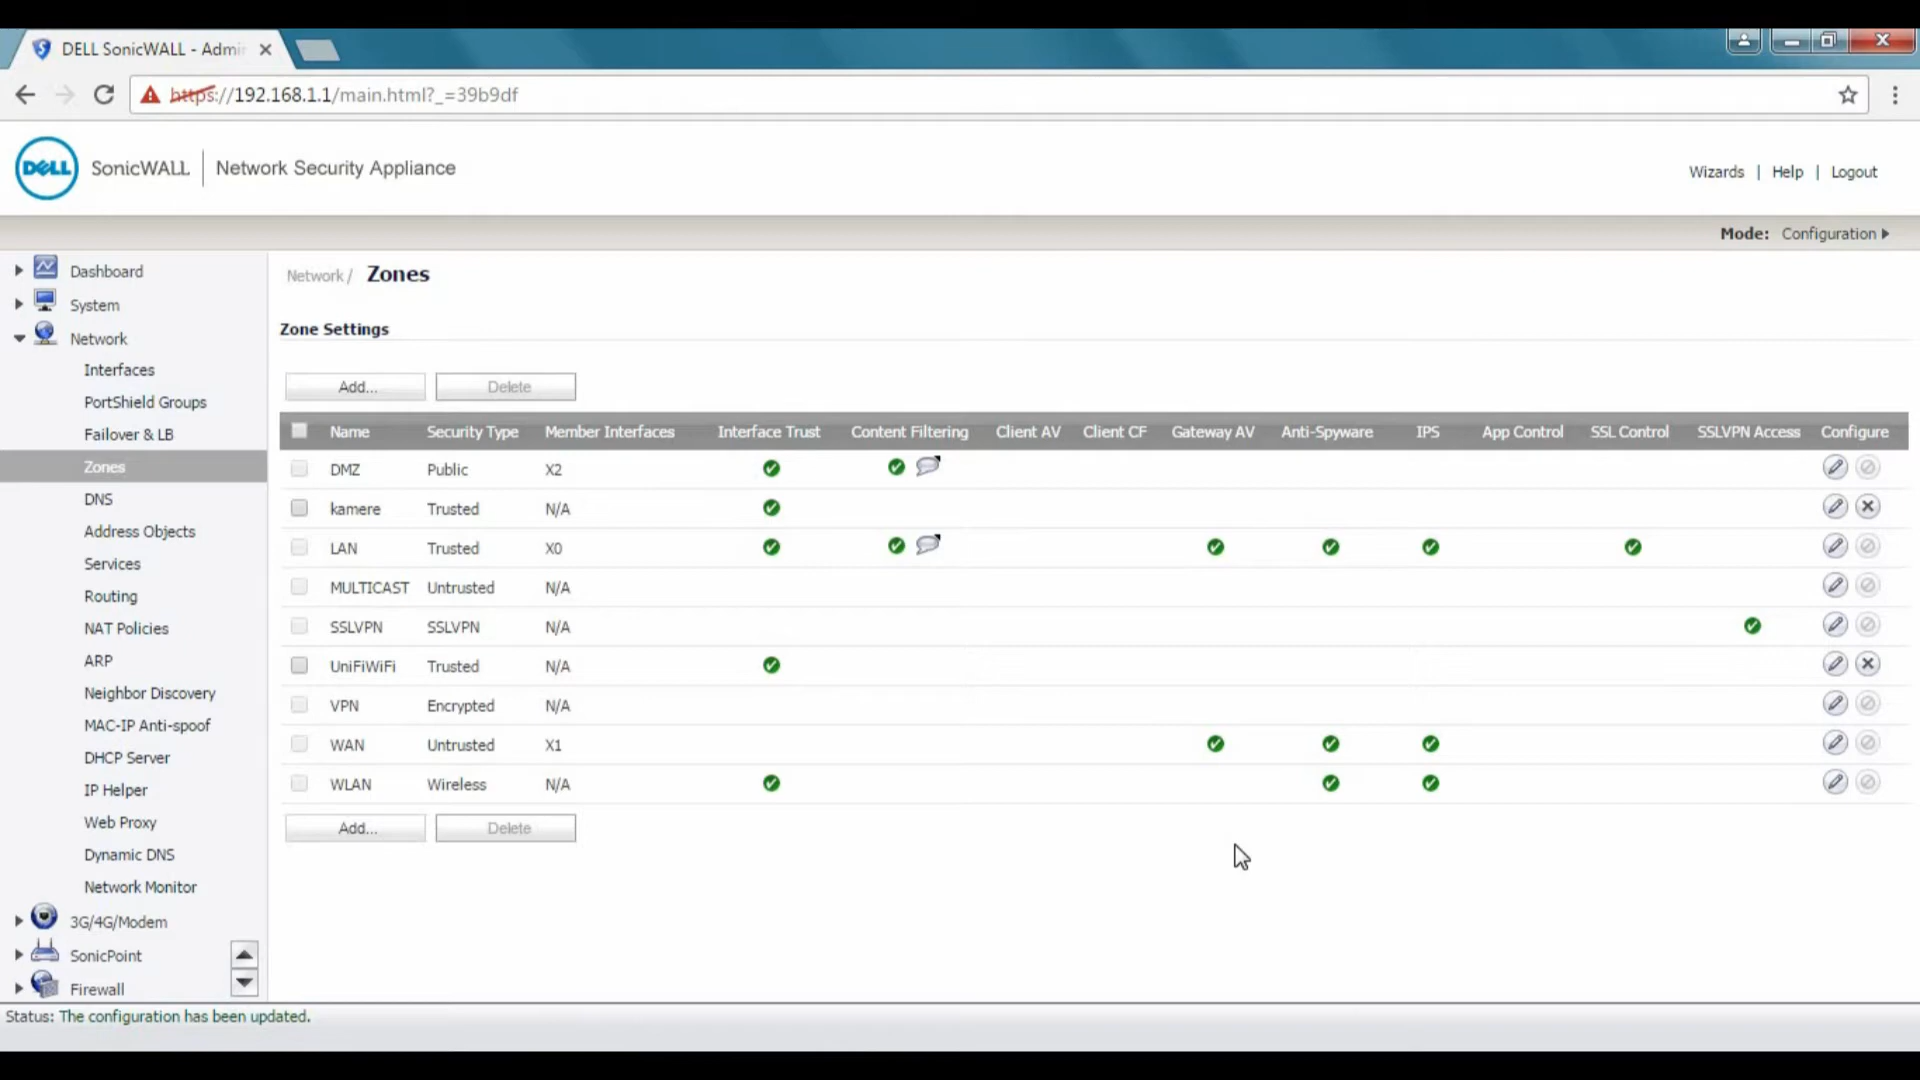 DELL SonicWALL - Admi
https://192.168.1.1/main.html?_=39b9df
DELL SonicWALL | Network Security Appliance
Wizards | Help | Logout
Mode: Configuration
Dashboard
System
Network
Interfaces
PortShield Groups
Failover & LB
Zones
DNS
Address Objects
Services
Routing
NAT Policies
ARP
Neighbor Discovery
MAC-IP Anti-spoof
DHCP Server
IP Helper
Web Proxy
Dynamic DNS
Network Monitor
3G/4G/Modem
SonicPoint
Firewall
Network / Zones
Zone Settings
Add... Delete
Name Security Type Member Interfaces Interface Trust Content Filtering Client AV Client CF Gateway AV Anti-Spyware IPS App Control SSL Control SSLVPN Access Configure
DMZ Public X2
kamere Trusted N/A
LAN Trusted X0
MULTICAST Untrusted N/A
SSLVPN SSLVPN N/A
UniFiWiFi Trusted N/A
VPN Encrypted N/A
WAN Untrusted X1
WLAN Wireless N/A
Add... Delete
Status: The configuration has been updated.